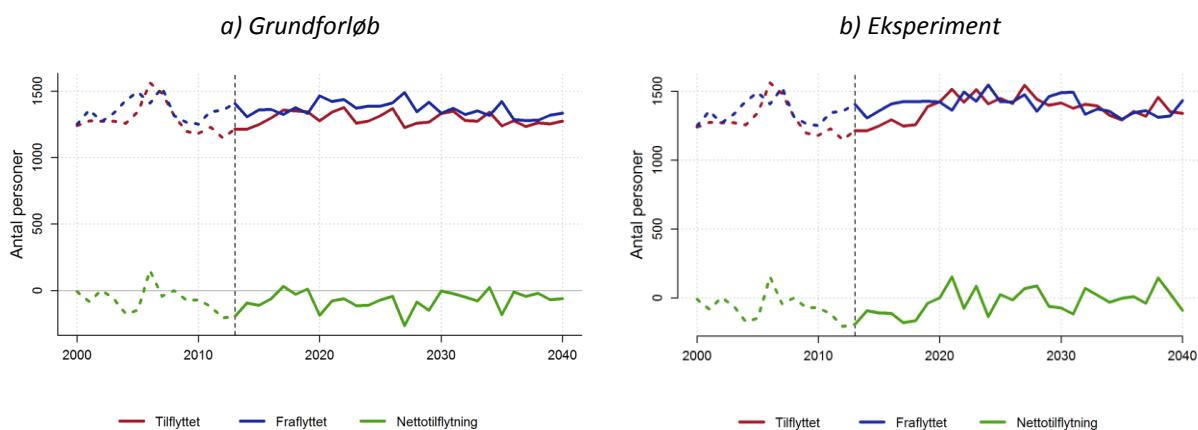 a) Grundforløb
Antal personer
1500
1000
500
0
2000
2010
2020
2030
2040
Tilflyttet
Fraflyttet
Nettotilflytning
b) Eksperiment
Antal personer
1500
1000
500
0
2000
2010
2020
2030
2040
Tilflyttet
Fraflyttet
Nettotilflytning